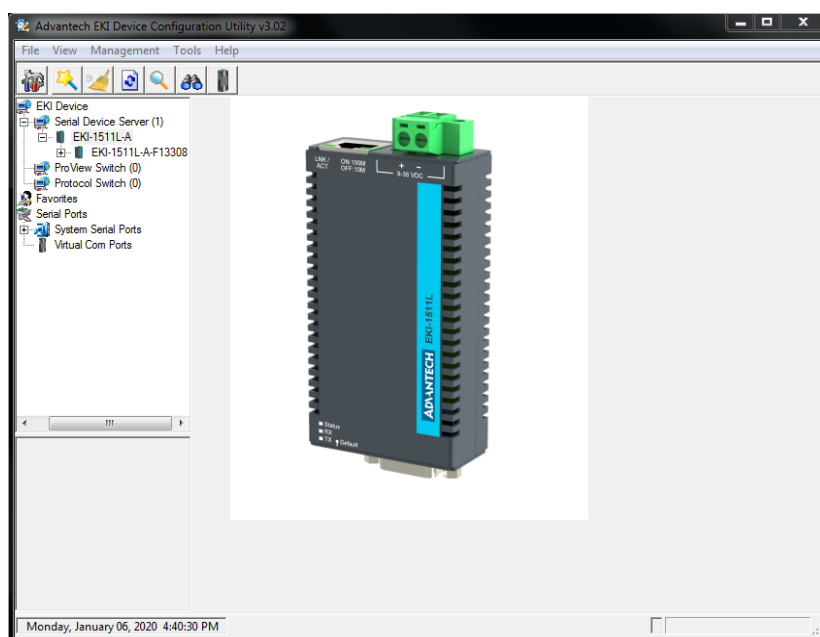 Advantech EKI Device Configuration Utility v3.02
File View Management Tools Help
EKI Device
Serial Device Server (1)
EKI-1511L-A
EKI-1511L-A-F13308
ProView Switch (0)
Protocol Switch (0)
Favorites
Serial Ports
System Serial Ports
Virtual Com Ports
LNK/ ACT
ON:100M
OFF:10M
+ -
9-36 VDC
ADVANTECH EKI-1511L
Status
RX
TX Default
Monday, January 06, 2020 4:40:30 PM